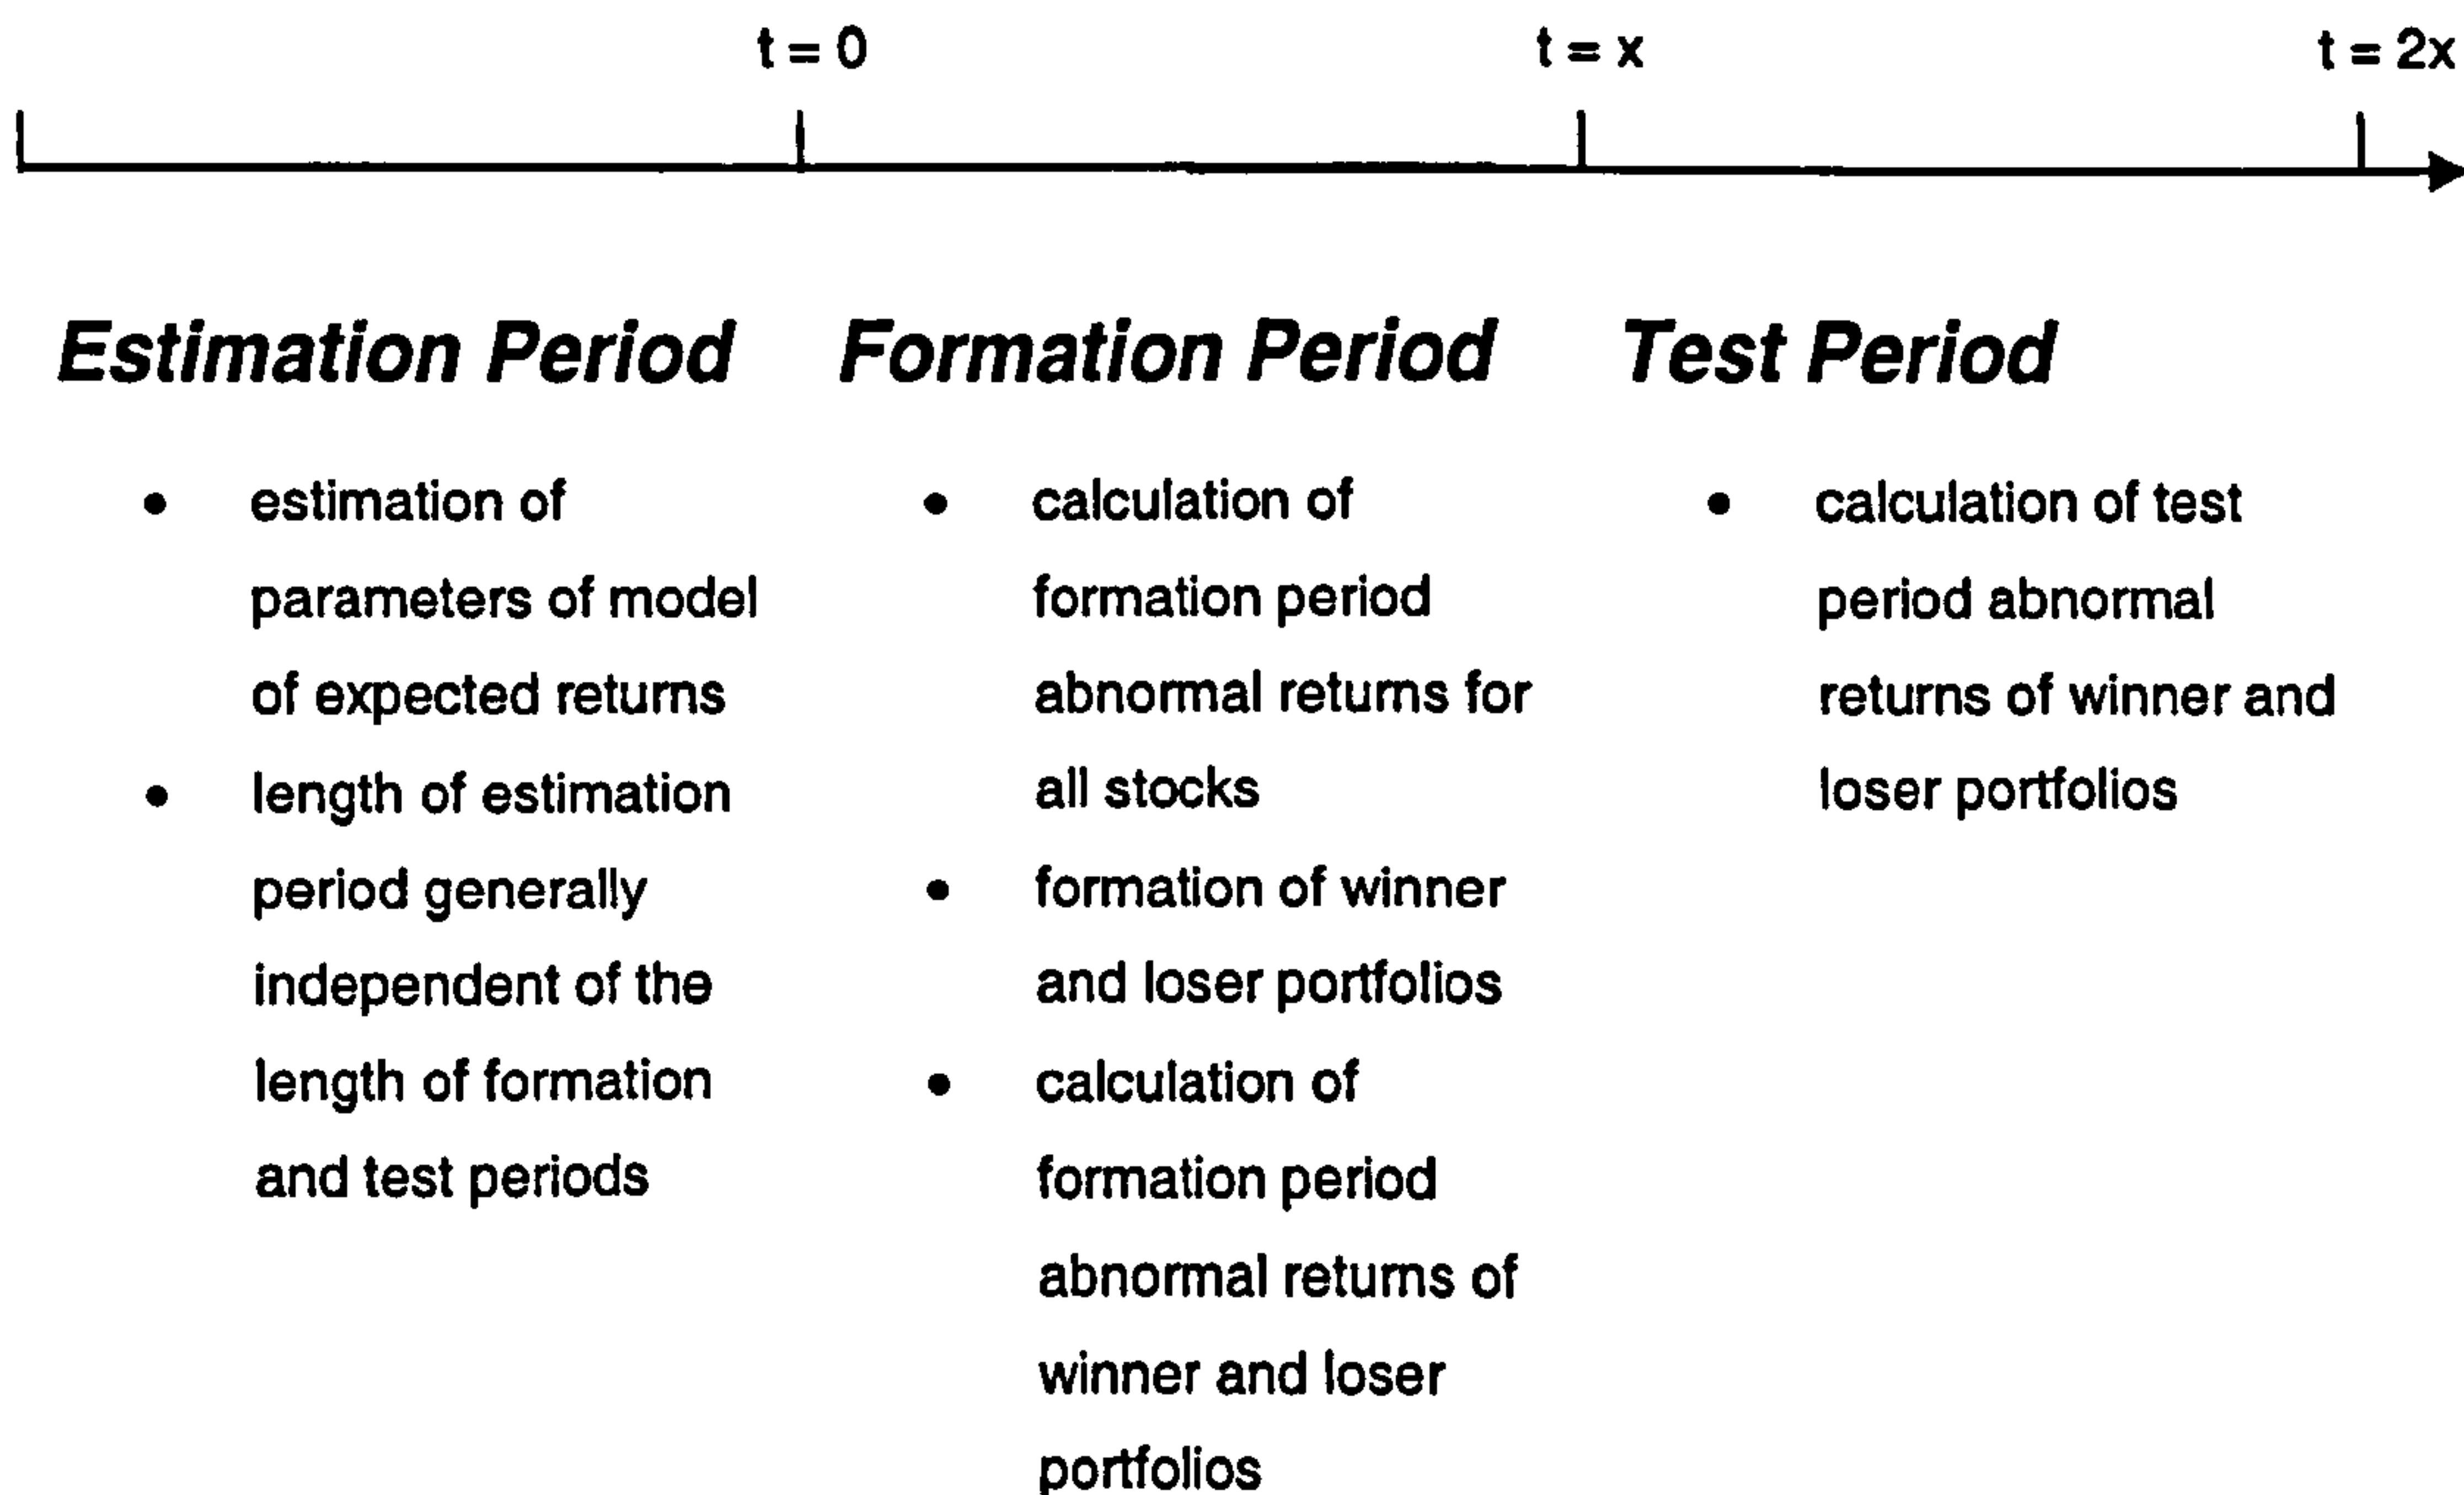 t = 0
t = x
t = 2x
Estimation Period
• estimation of
parameters of model
of expected returns
• length of estimation
period generally
independent of the
length of formation
and test periods
Formation Period
• calculation of
formation period
abnormal returns for
all stocks
• formation of winner
and loser portfolios
• calculation of
formation period
abnormal returns of
winner and loser
portfolios
Test Period
• calculation of test
period abnormal
returns of winner and
loser portfolios